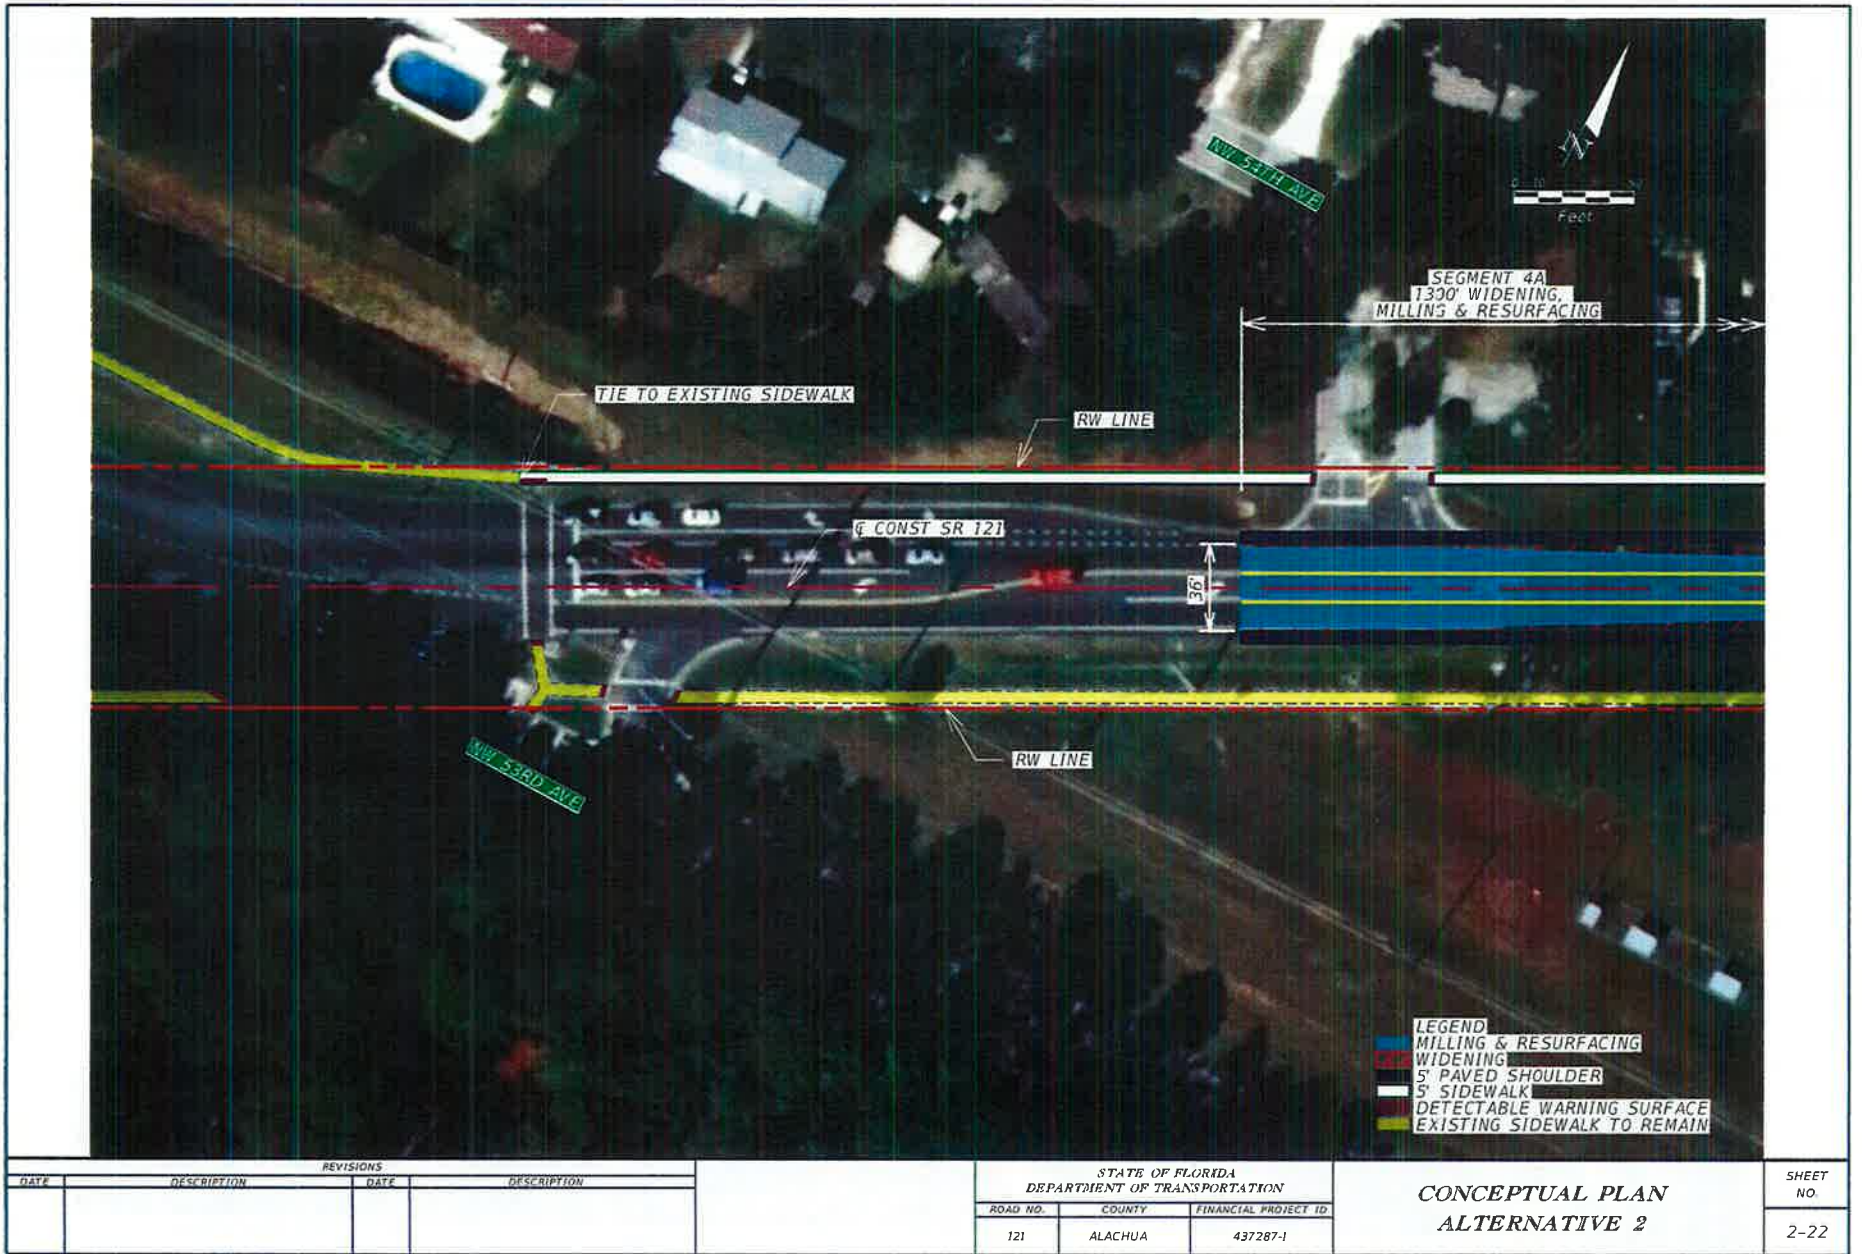 NW 54TH AVE
Feet
SEGMENT 4A
1300' WIDENING,
MILLING & RESURFACING
TIE TO EXISTING SIDEWALK
RW LINE
℄ CONST SR 121
36'
RW LINE
NW 53RD AVE
LEGEND
MILLING & RESURFACING
WIDENING
5' PAVED SHOULDER
5' SIDEWALK
DETECTABLE WARNING SURFACE
EXISTING SIDEWALK TO REMAIN
REVISIONS
DATE DESCRIPTION DATE DESCRIPTION
STATE OF FLORIDA
DEPARTMENT OF TRANSPORTATION
ROAD NO. COUNTY FINANCIAL PROJECT ID
121 ALACHUA 437287-1
CONCEPTUAL PLAN
ALTERNATIVE 2
SHEET
NO.
2-22